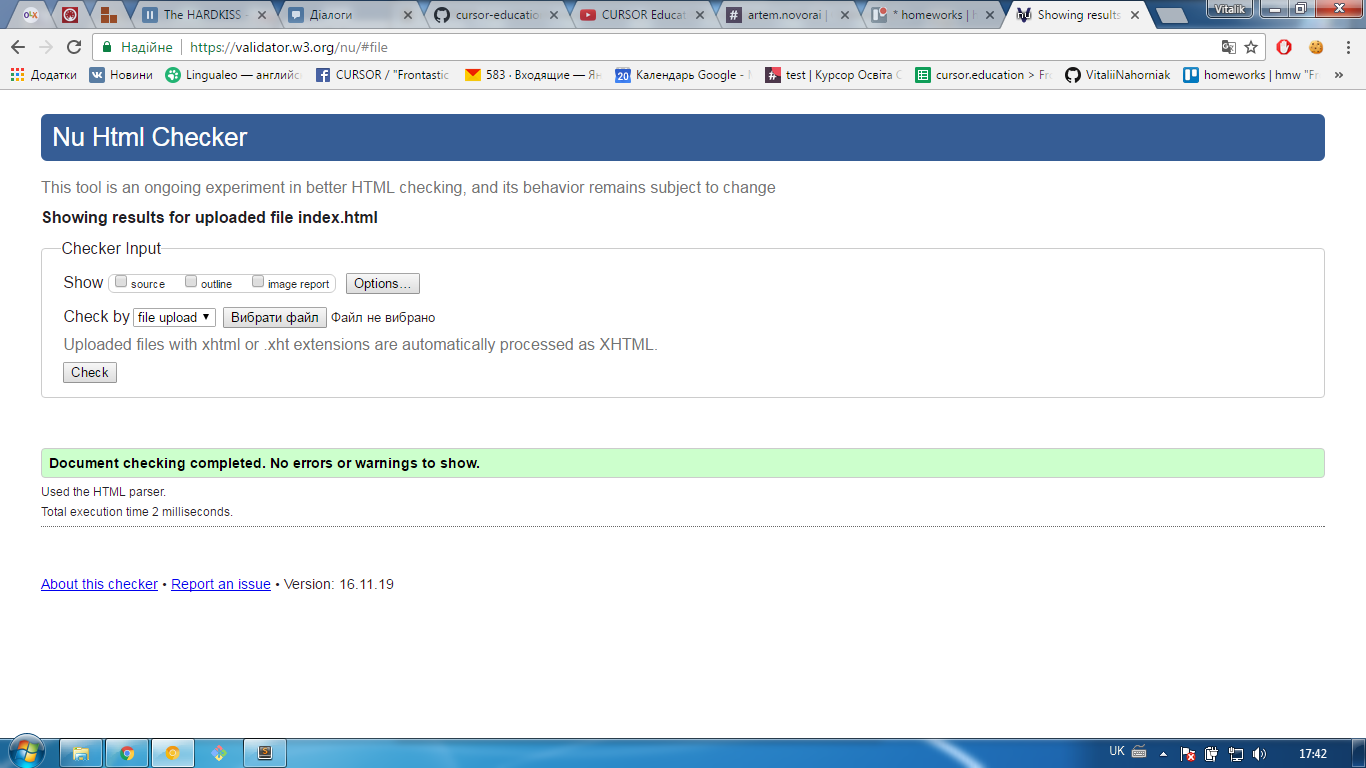 olx
The HARDKISS -
Діалоги
cursor-educatio
CURSOR Educat
artem.novorai |
* homeworks | h
Showing results
Vitalik
Надійне
https://validator.w3.org/nu/#file
Додатки
Новини
Lingualeo — английс
CURSOR / "Frontastic
583 · Входящие — Ян
20
Календарь Google -
test | Курсор Освіта
cursor.education > Fr
VitaliiNahorniak
homeworks | hmw "Fr
»
Nu Html Checker
This tool is an ongoing experiment in better HTML checking, and its behavior remains subject to change
Showing results for uploaded file index.html
Checker Input
Show source outline image report Options...
Check by file upload Вибрати файл Файл не вибрано
Uploaded files with xhtml or .xht extensions are automatically processed as XHTML.
Check
Document checking completed. No errors or warnings to show.
Used the HTML parser.
Total execution time 2 milliseconds.
About this checker • Report an issue • Version: 16.11.19
UK
17:42